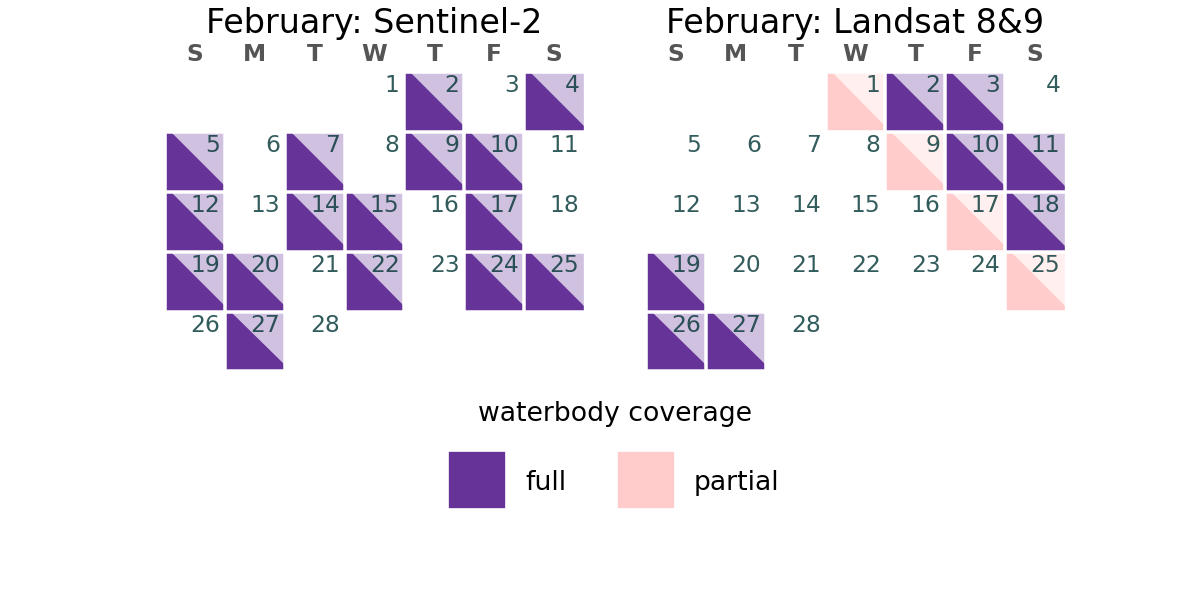 February: Sentinel-2
S M T W T F S
1 2 3 4
5 6 7 8 9 10 11
12 13 14 15 16 17 18
19 20 21 22 23 24 25
26 27 28
February: Landsat 8&9
S M T W T F S
1 2 3 4
5 6 7 8 9 10 11
12 13 14 15 16 17 18
19 20 21 22 23 24 25
26 27 28
waterbody coverage
full partial